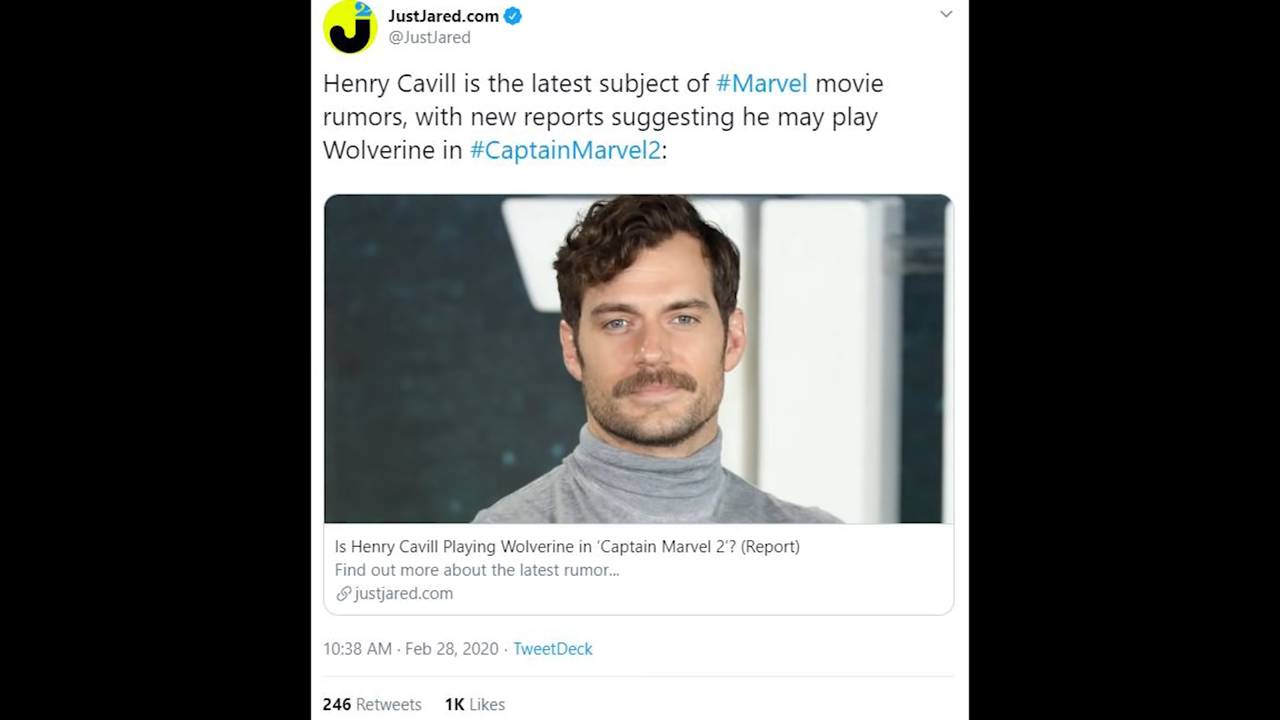 JustJared.com
@JustJared
Henry Cavill is the latest subject of #Marvel movie
rumors, with new reports suggesting he may play
Wolverine in #CaptainMarvel2:
Is Henry Cavill Playing Wolverine in ‘Captain Marvel 2’? (Report)
Find out more about the latest rumor...
justjared.com
10:38 AM · Feb 28, 2020 · TweetDeck
246 Retweets 1K Likes